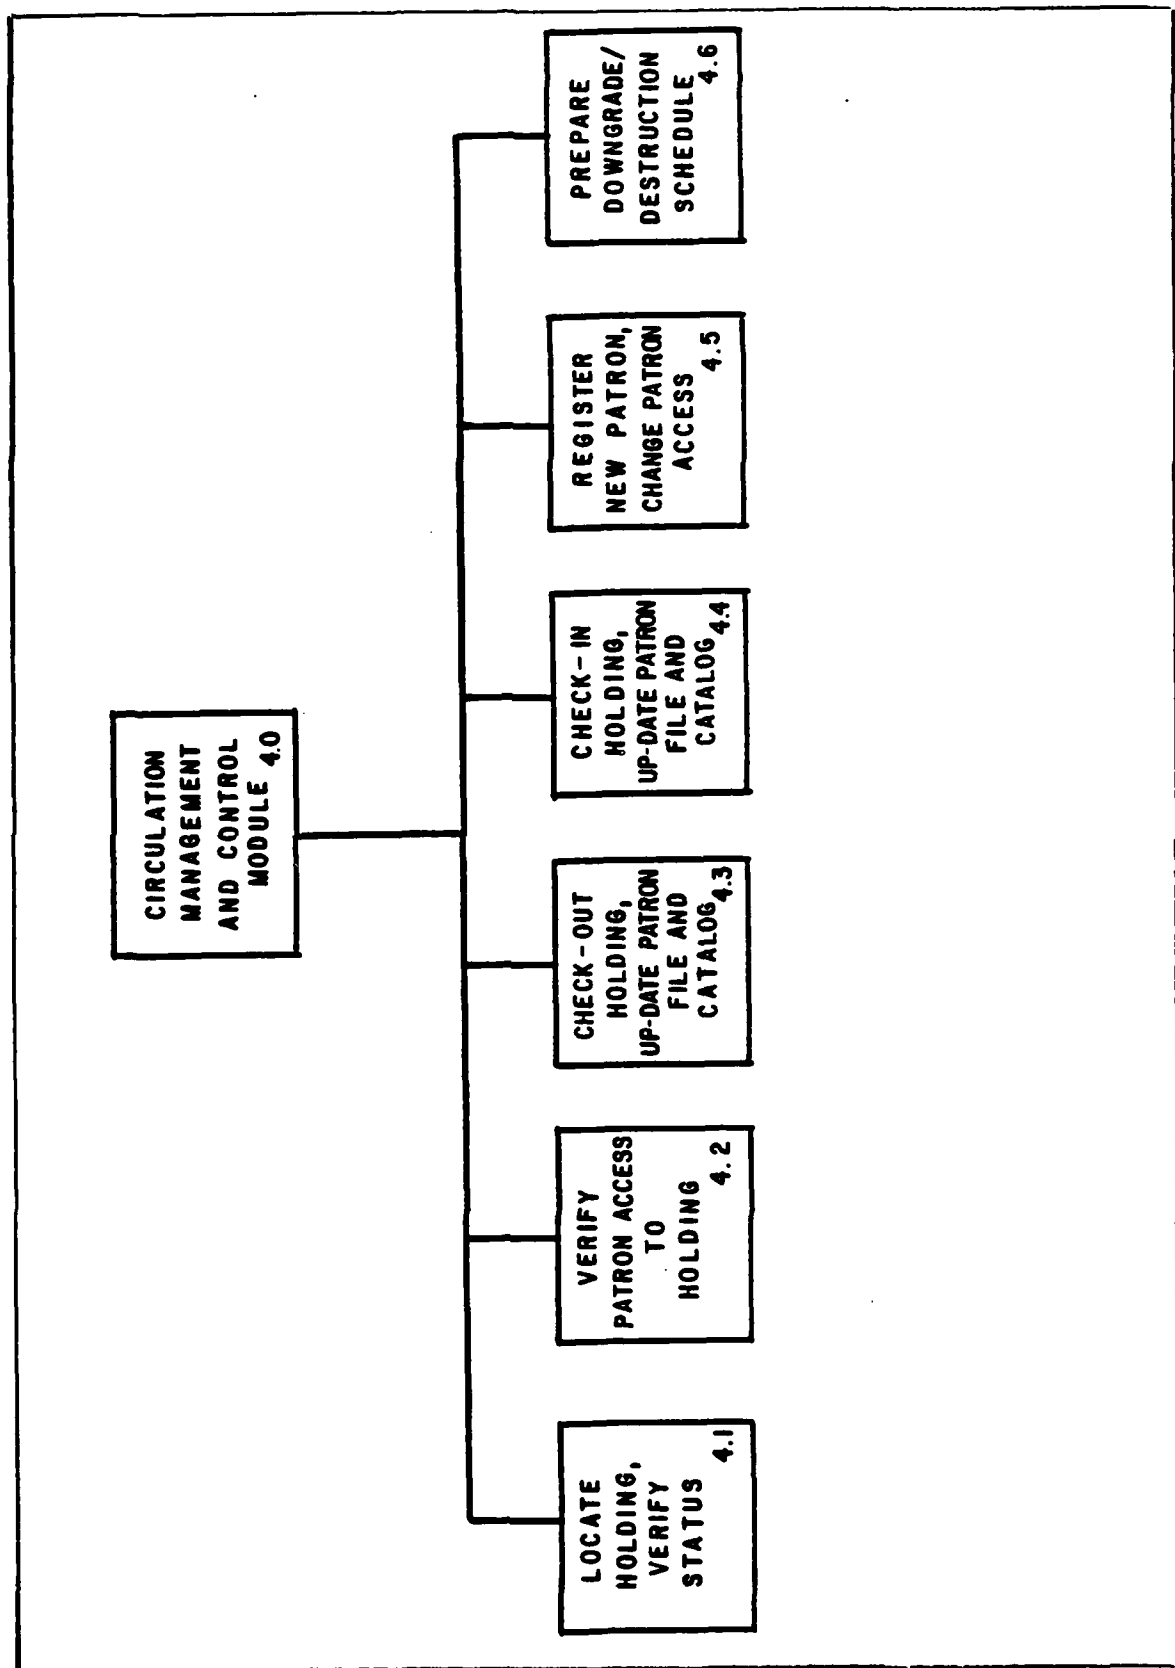 CIRCULATION
MANAGEMENT
AND CONTROL
MODULE 4.0
LOCATE
HOLDING,
VERIFY
STATUS
4.1
VERIFY
PATRON ACCESS
TO
HOLDING
4.2
CHECK-OUT
HOLDING,
UP-DATE PATRON
FILE AND
CATALOG 4.3
CHECK-IN
HOLDING,
UP-DATE PATRON
FILE AND
CATALOG 4.4
REGISTER
NEW PATRON,
CHANGE PATRON
ACCESS
4.5
PREPARE
DOWNGRADE/
DESTRUCTION
SCHEDULE
4.6